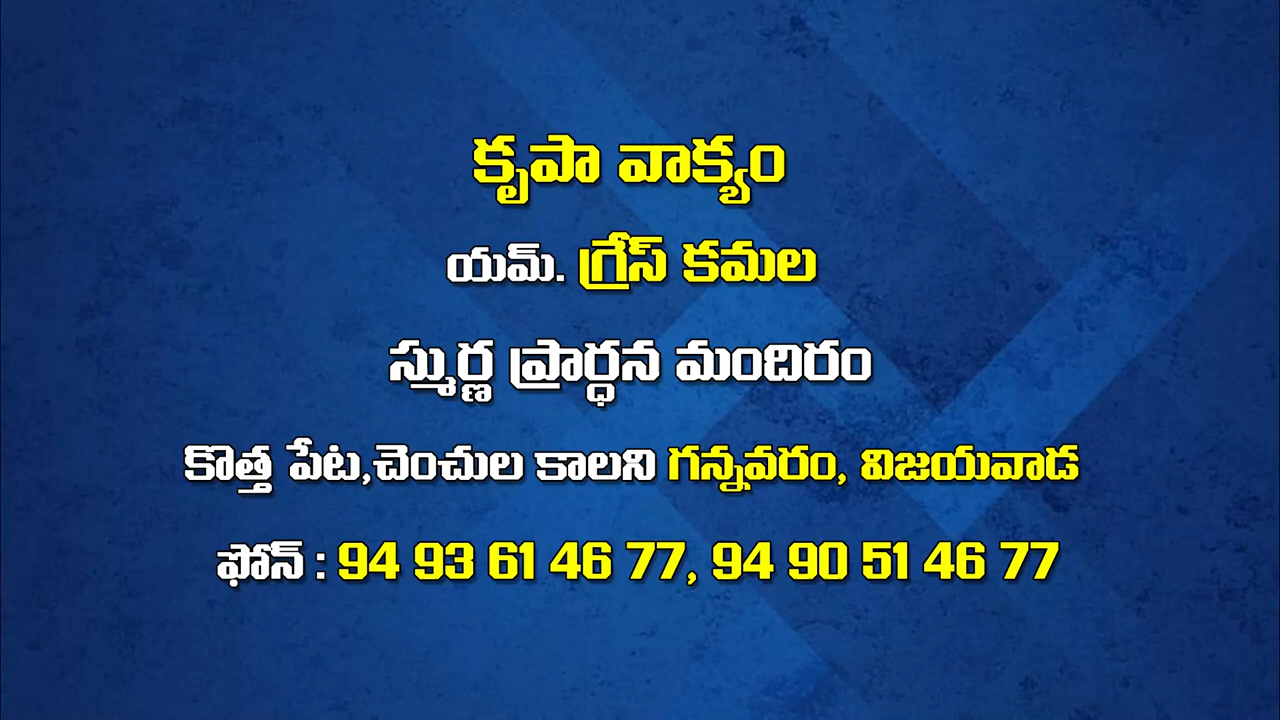 కృపా వాక్యం
యమ్. గ్రేస్ కమల
స్ముర్ణ ప్రార్ధన మందిరం
కొత్త పేట,చెంచుల కాలని గన్నవరం, విజయవాడ
ఫోన్ : 94 93 61 46 77, 94 90 51 46 77